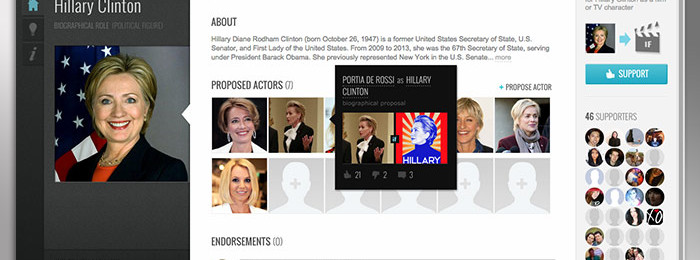 Hillary Clinton
BIOGRAPHICAL ROLE (POLITICAL FIGURE)
ABOUT
Hillary Diane Rodham Clinton (born October 26, 1947) is a former United States Secretary of State, U.S.
Senator, and First Lady of the United States. From 2009 to 2013, she was the 67th Secretary of State, serving
under President Barack Obama. She previously represented New York in the U.S. Senate... more
PROPOSED ACTORS (7)
+ PROPOSE ACTOR
PORTIA DE ROSSI as HILLARY
CLINTON
biographical proposal
if
HILLARY
21 2 3
ENDORSEMENTS (0)
or TV character
IF
SUPPORT
46 SUPPORTERS
XO